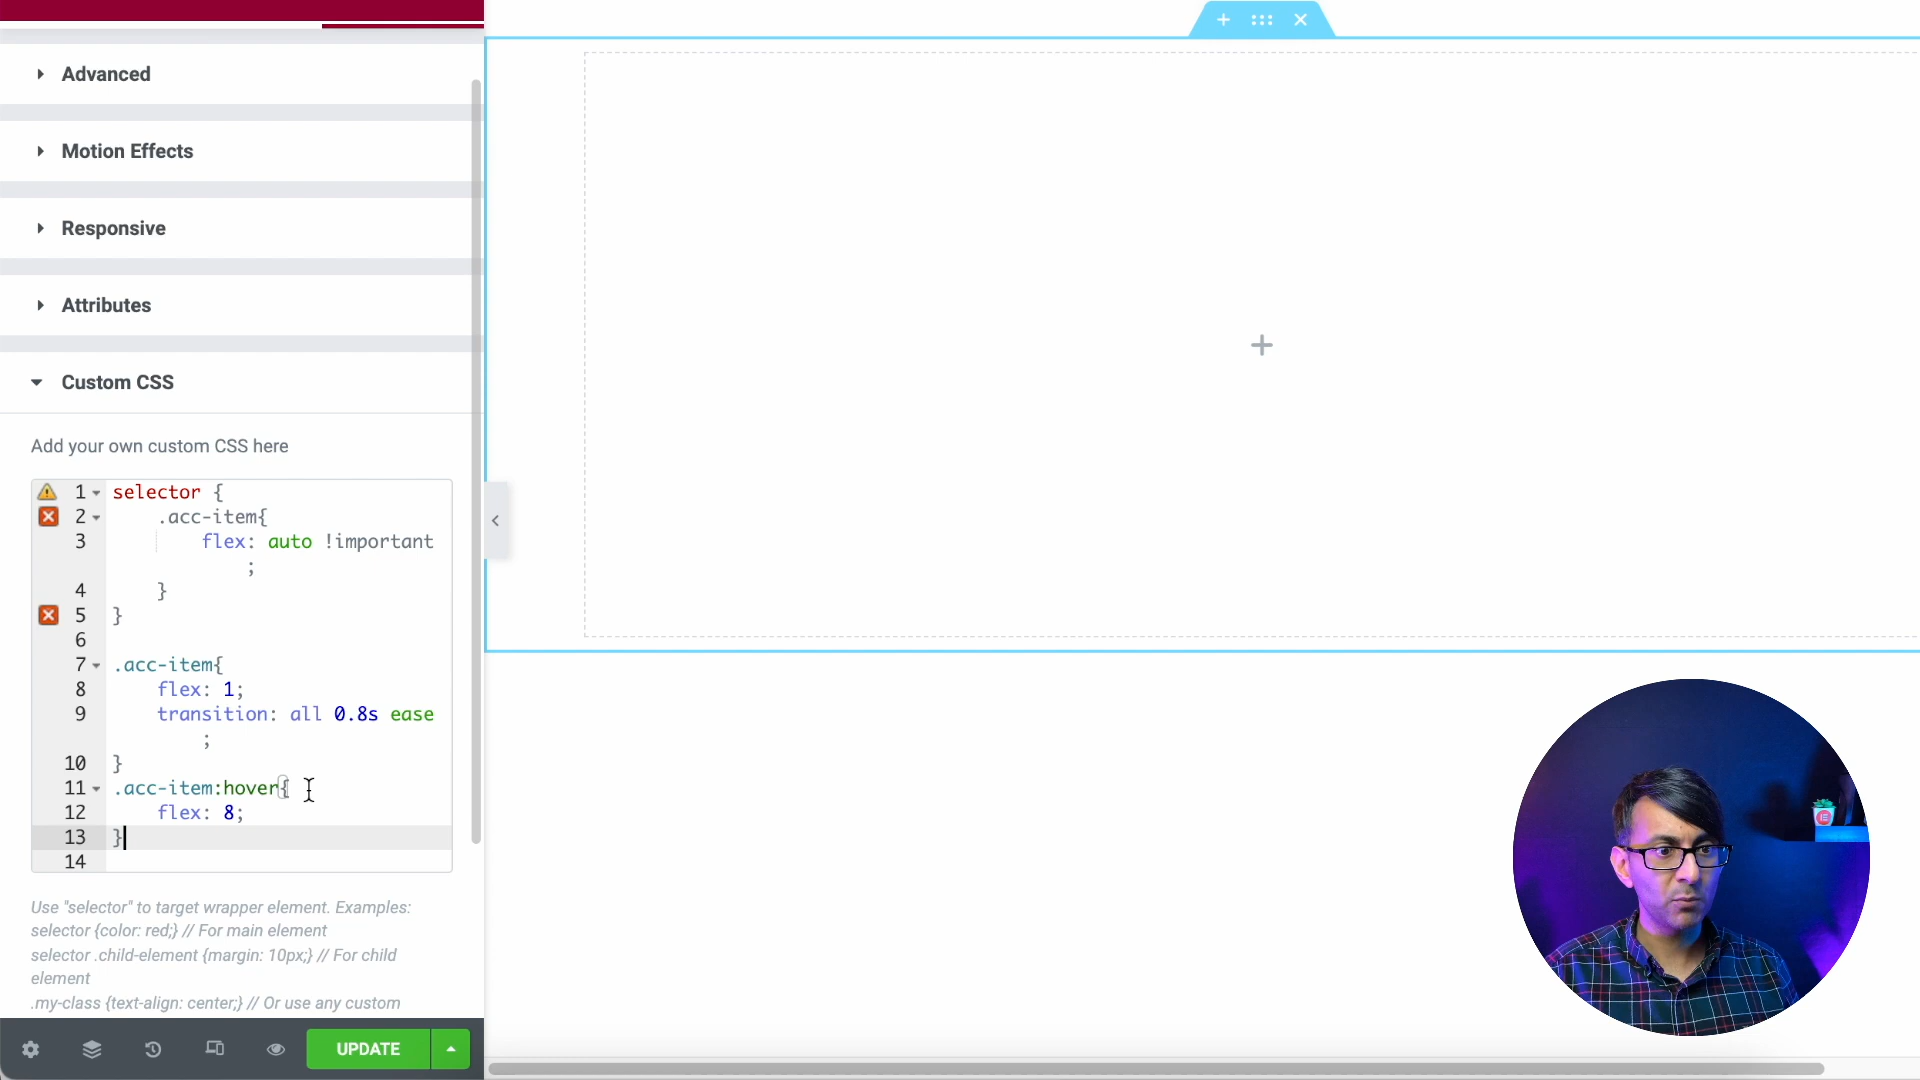 Advanced
Motion Effects
Responsive
Attributes
Custom CSS
Add your own custom CSS here
1 selector {
2 .acc-item{
3 flex: auto !important
;
4 }
5 }
6
7 .acc-item{
8 flex: 1;
9 transition: all 0.8s ease
;
10 }
11 .acc-item:hover{
12 flex: 8;
13 }
14
Use "selector" to target wrapper element. Examples:
selector {color: red;} // For main element
selector .child-element {margin: 10px;} // For child
element
.my-class {text-align: center;} // Or use any custom
UPDATE